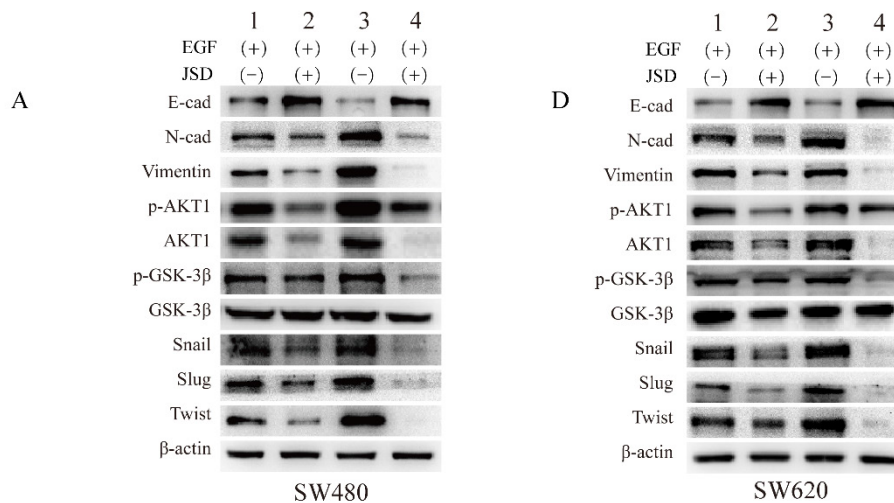 A
1 2 3 4
EGF (+) (+) (+) (+)
JSD (−) (+) (−) (+)
E-cad
N-cad
Vimentin
p-AKT1
AKT1
p-GSK-3β
GSK-3β
Snail
Slug
Twist
β-actin
SW480
D
1 2 3 4
EGF (+) (+) (+) (+)
JSD (−) (+) (−) (+)
E-cad
N-cad
Vimentin
p-AKT1
AKT1
p-GSK-3β
GSK-3β
Snail
Slug
Twist
β-actin
SW620